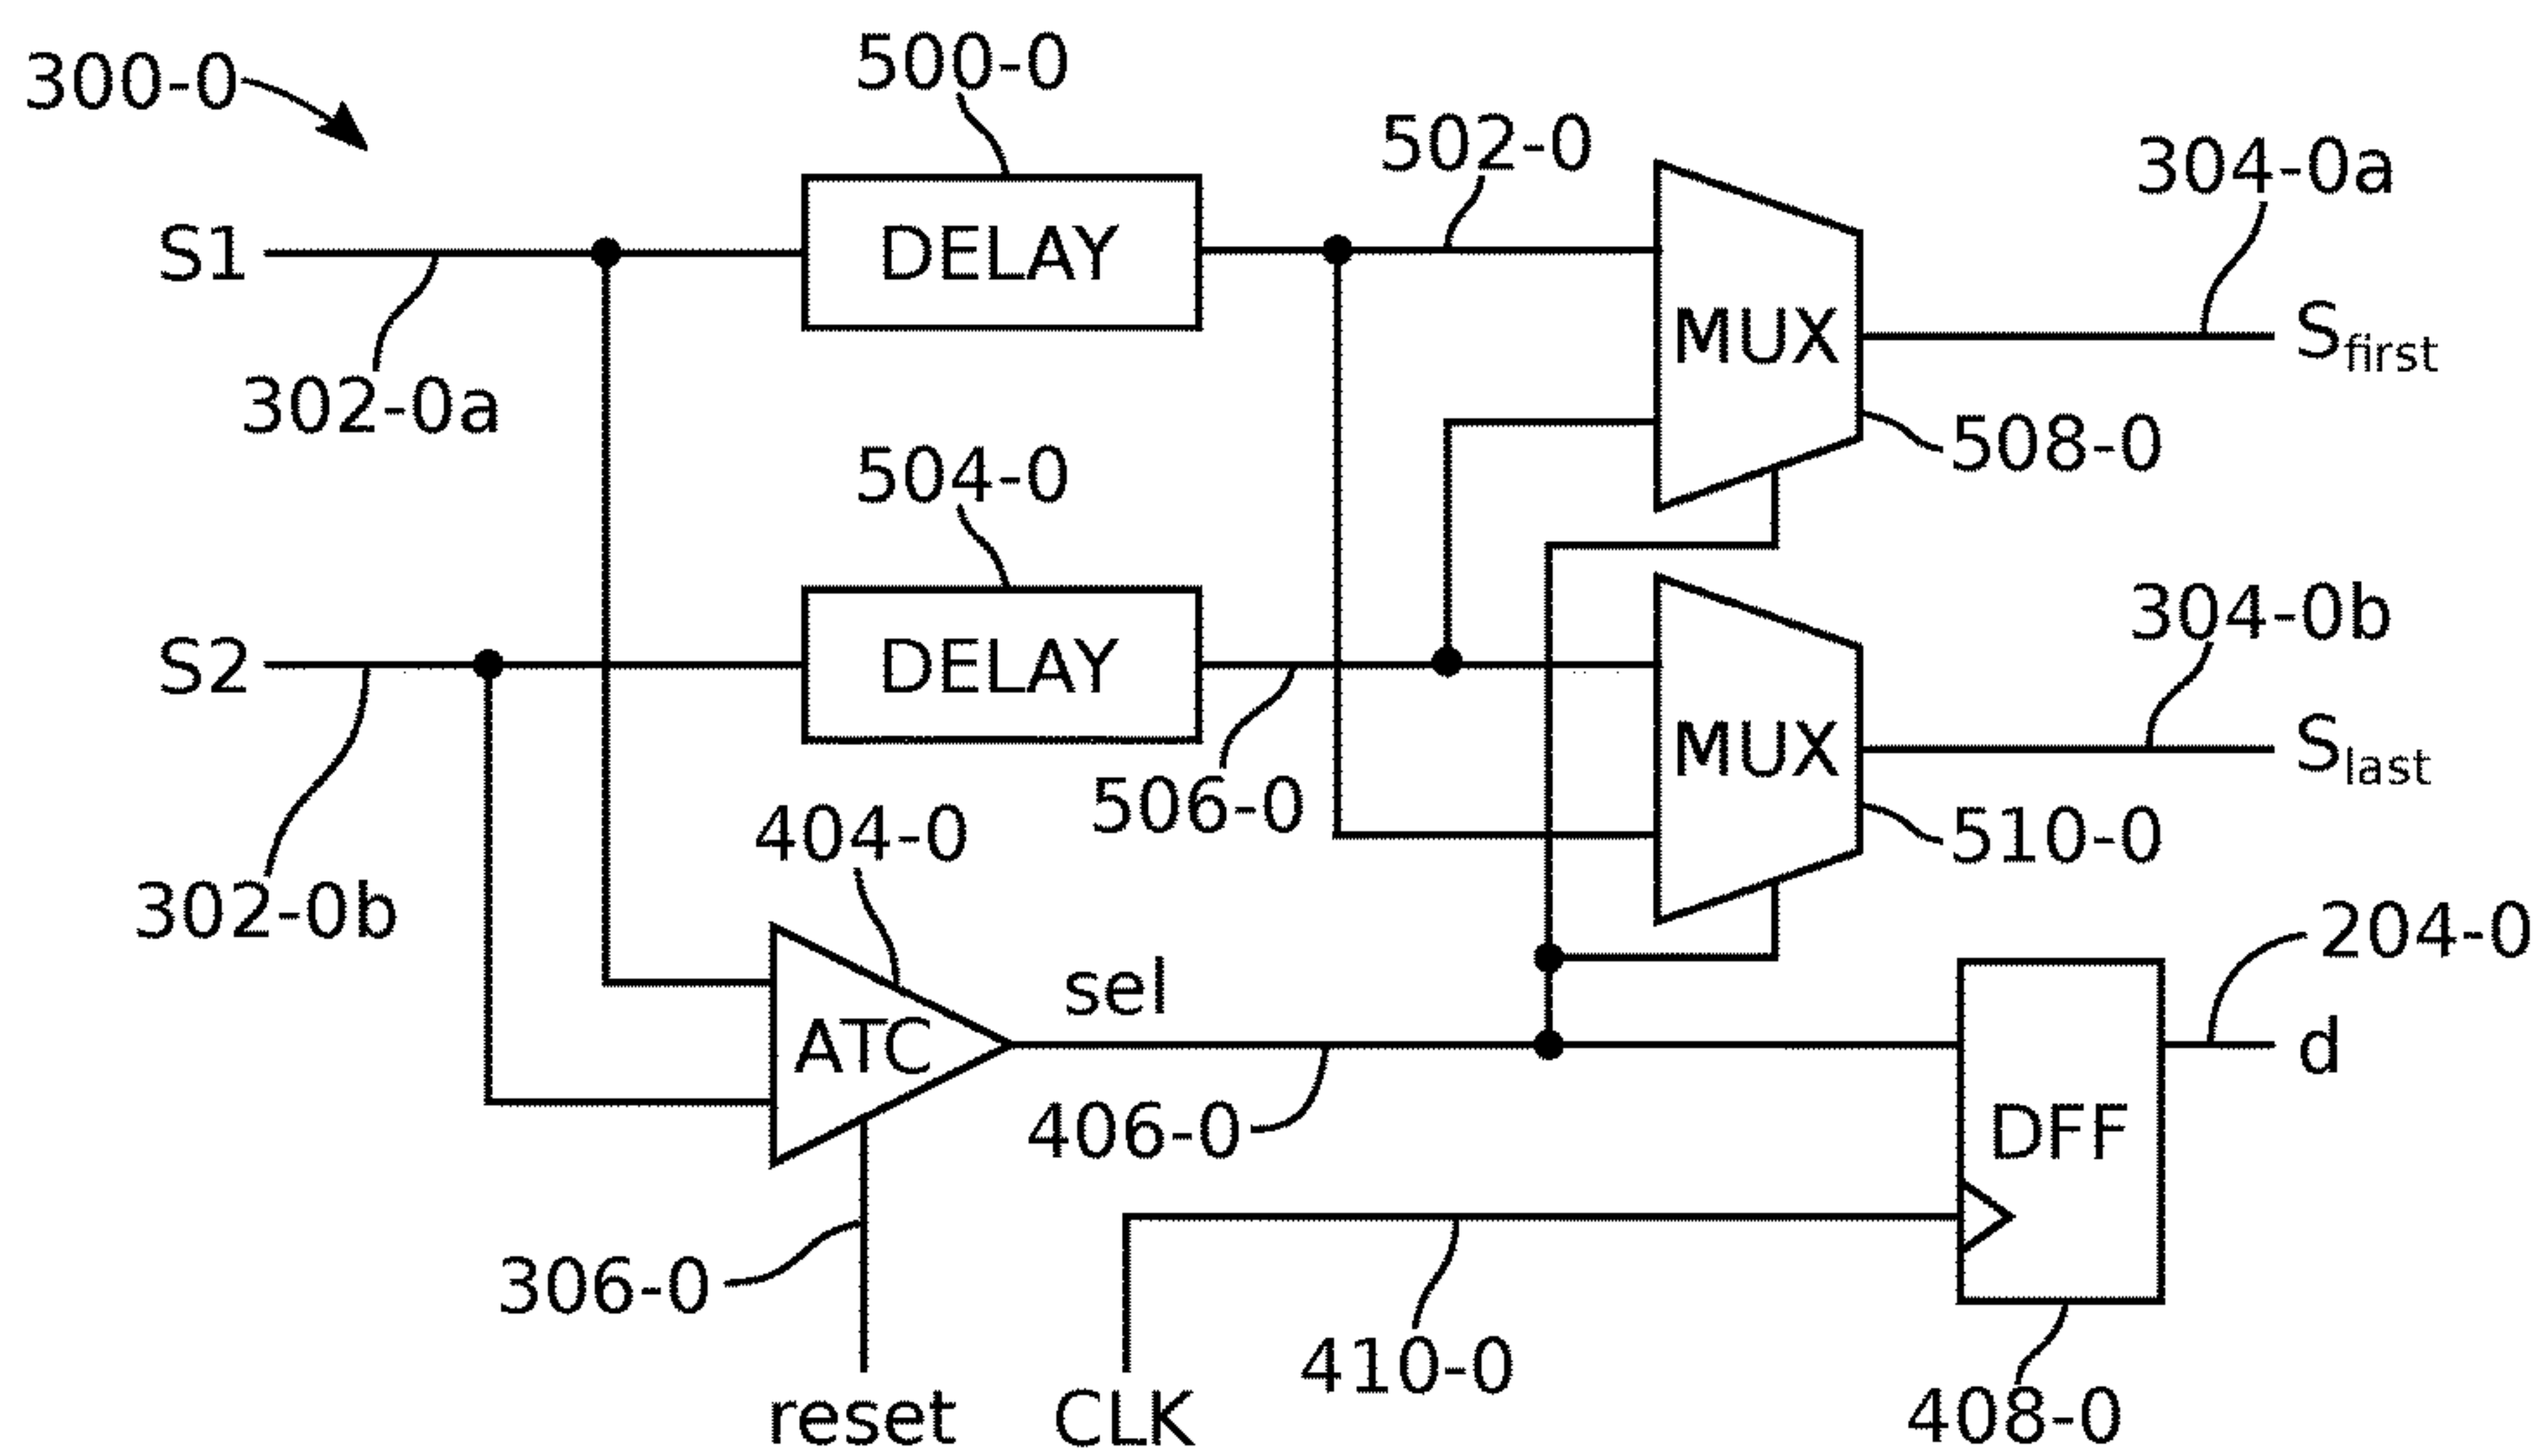 300-0
500-0
502-0
304-0a
S1
DELAY
MUX
Sfirst
302-0a
508-0
504-0
304-0b
S2
DELAY
MUX
Slast
506-0
510-0
404-0
302-0b
204-0
sel
ATC
d
406-0
DFF
306-0
410-0
reset
CLK
408-0